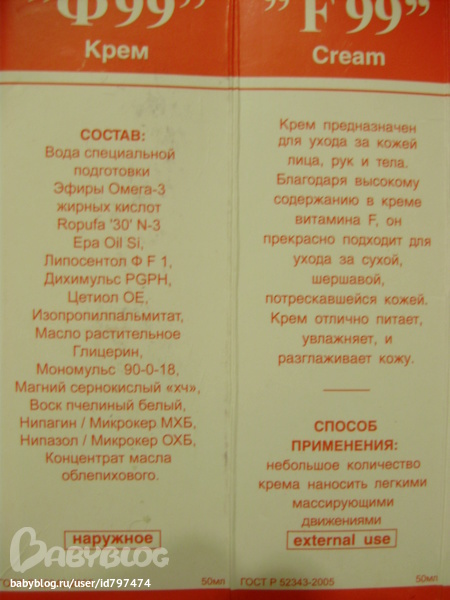 "Ф99"
Крем
СОСТАВ:
Вода специальной
подготовки
Эфиры Омега-3
жирных кислот
Ropufa '30' N-3
Epa Oil Si,
Липосентол Ф F 1,
Дихимульс PGPH,
Цетиол OE,
Изопропилпальмитат,
Масло растительное
Глицерин,
Мономульс 90-0-18,
Магний сернокислый «хч»,
Воск пчелиный белый,
Нипагин / Микрокер МХБ,
Нипазол / Микрокер ОХБ,
Концентрат масла
облепихового.
наружное
50мл
"F99"
Cream
Крем предназначен
для ухода за кожей
лица, рук и тела.
Благодаря высокому
содержанию в креме
витамина F, он
прекрасно подходит для
ухода за сухой,
шершавой,
потрескавшейся кожей.
Крем отлично питает,
увлажняет, и
разглаживает кожу.
СПОСОБ
ПРИМЕНЕНИЯ:
небольшое количество
крема наносить легкими
массирующими
движениями
external use
ГОСТ Р 52343-2005
50мл
BABYBLOG
babyblog.ru/user/id797474